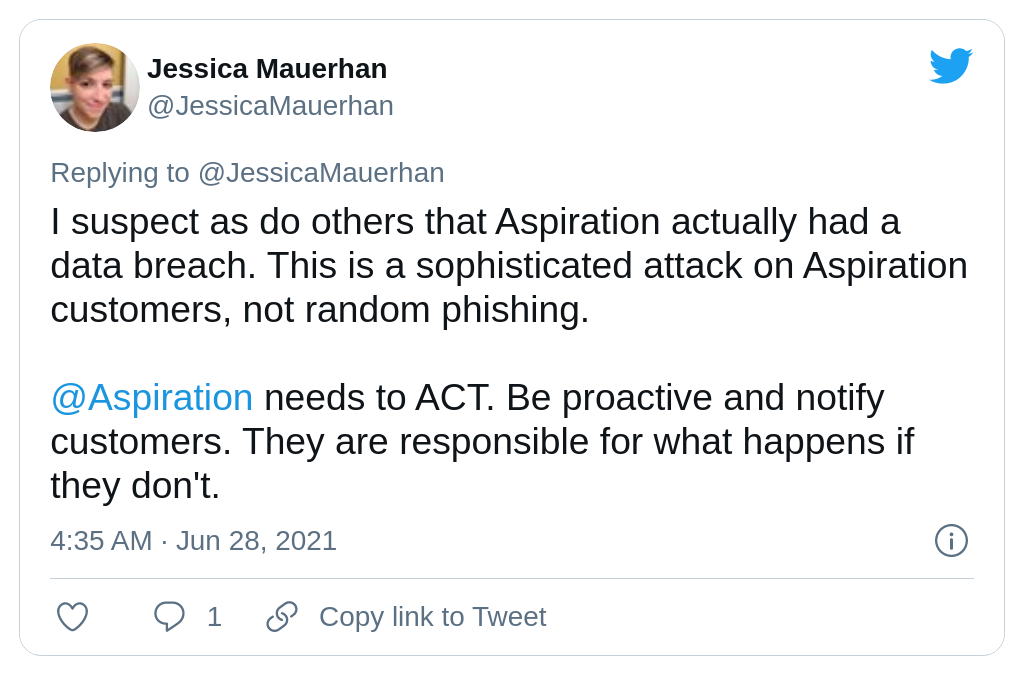 Jessica Mauerhan
@JessicaMauerhan
Replying to @JessicaMauerhan
I suspect as do others that Aspiration actually had a
data breach. This is a sophisticated attack on Aspiration
customers, not random phishing.
@Aspiration needs to ACT. Be proactive and notify
customers. They are responsible for what happens if
they don't.
4:35 AM · Jun 28, 2021
1 Copy link to Tweet